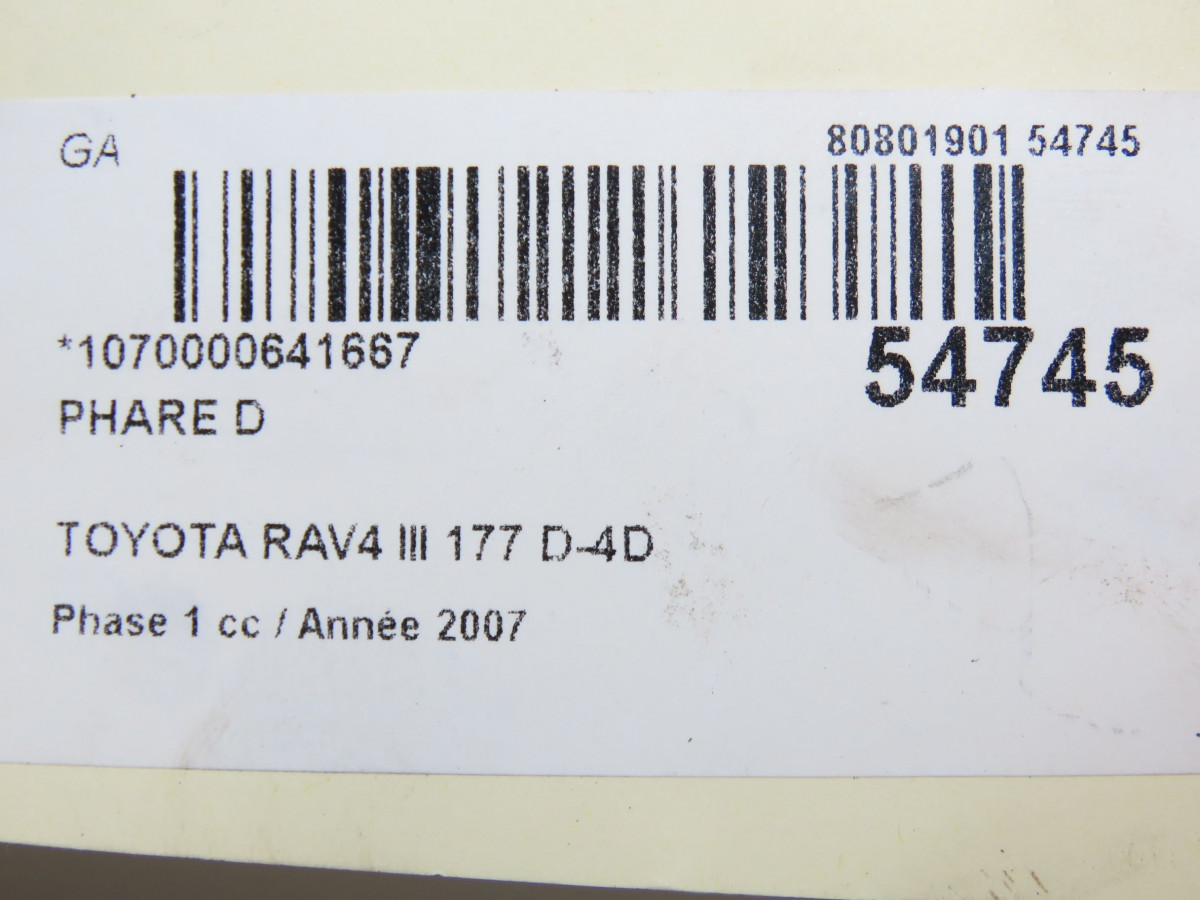 GA
80801901 54745
*1070000641667
54745
PHARE D
TOYOTA RAV4 III 177 D-4D
Phase 1 cc / Année 2007